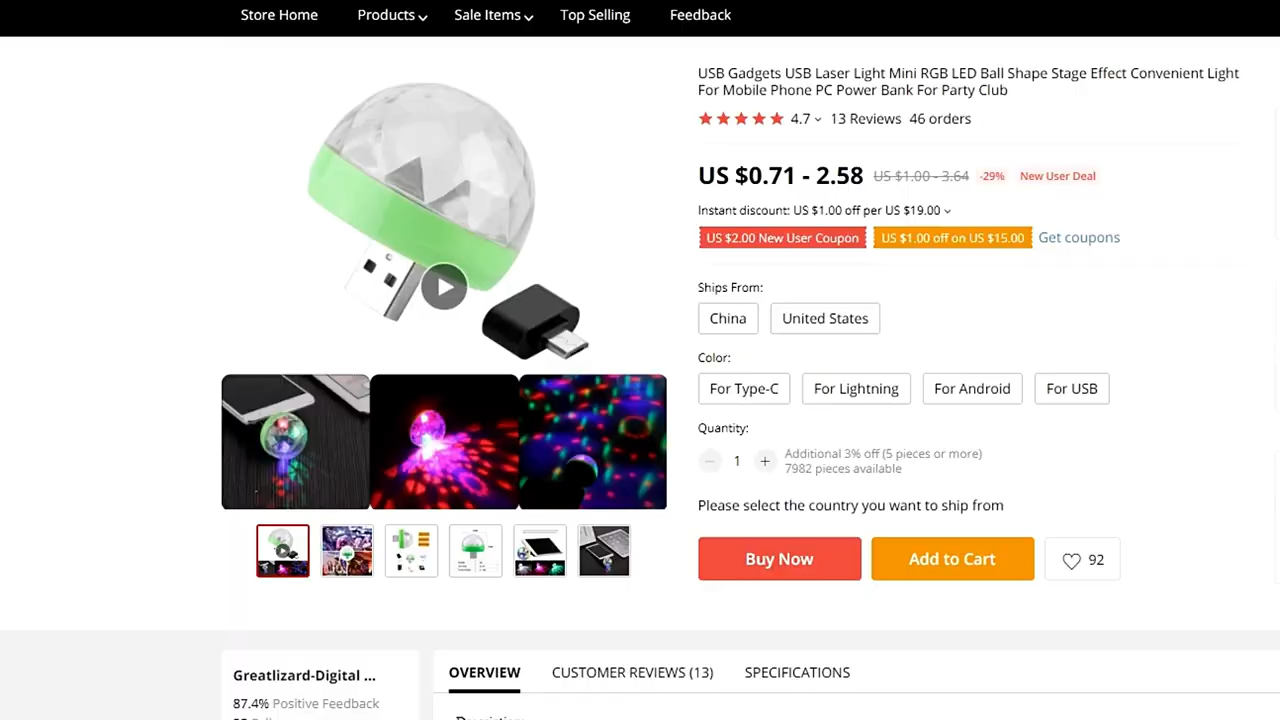 Store Home Products Sale Items Top Selling Feedback
USB Gadgets USB Laser Light Mini RGB LED Ball Shape Stage Effect Convenient Light
For Mobile Phone PC Power Bank For Party Club
4.7 13 Reviews 46 orders
US $0.71 - 2.58 US $1.00 - 3.64 -29% New User Deal
Instant discount: US $1.00 off per US $19.00
US $2.00 New User Coupon US $1.00 off on US $15.00 Get coupons
Ships From:
China United States
Color:
For Type-C For Lightning For Android For USB
Quantity:
1 Additional 3% off (5 pieces or more)
7982 pieces available
Please select the country you want to ship from
Buy Now Add to Cart 92
Greatlizard-Digital ...
87.4% Positive Feedback
OVERVIEW CUSTOMER REVIEWS (13) SPECIFICATIONS